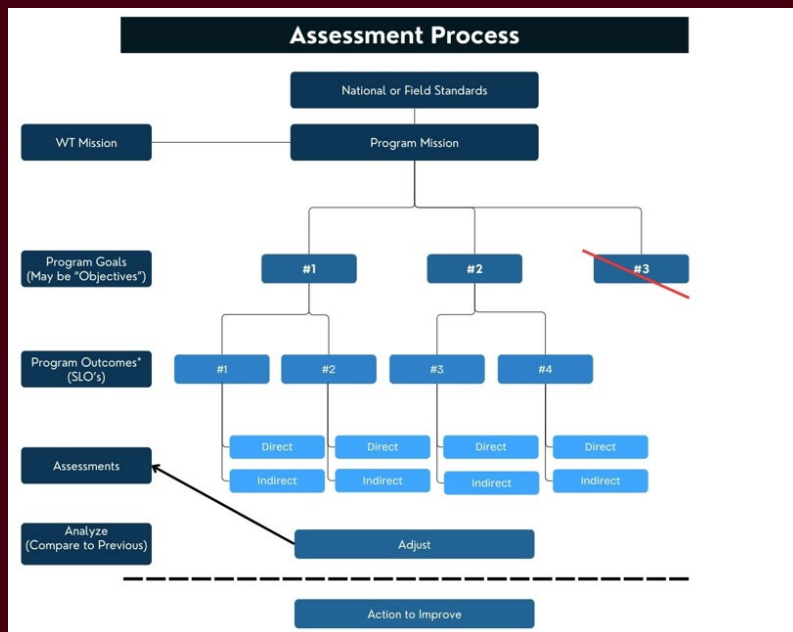 Assessment Process
National or Field Standards
WT Mission
Program Mission
Program Goals
(May be “Objectives”)
#1
#2
#3
Program Outcomes*
(SLO's)
#1
#2
#3
#4
Direct
Direct
Direct
Direct
Assessments
Indirect
Indirect
Indirect
Indirect
Analyze
(Compare to Previous)
Adjust
Action to Improve